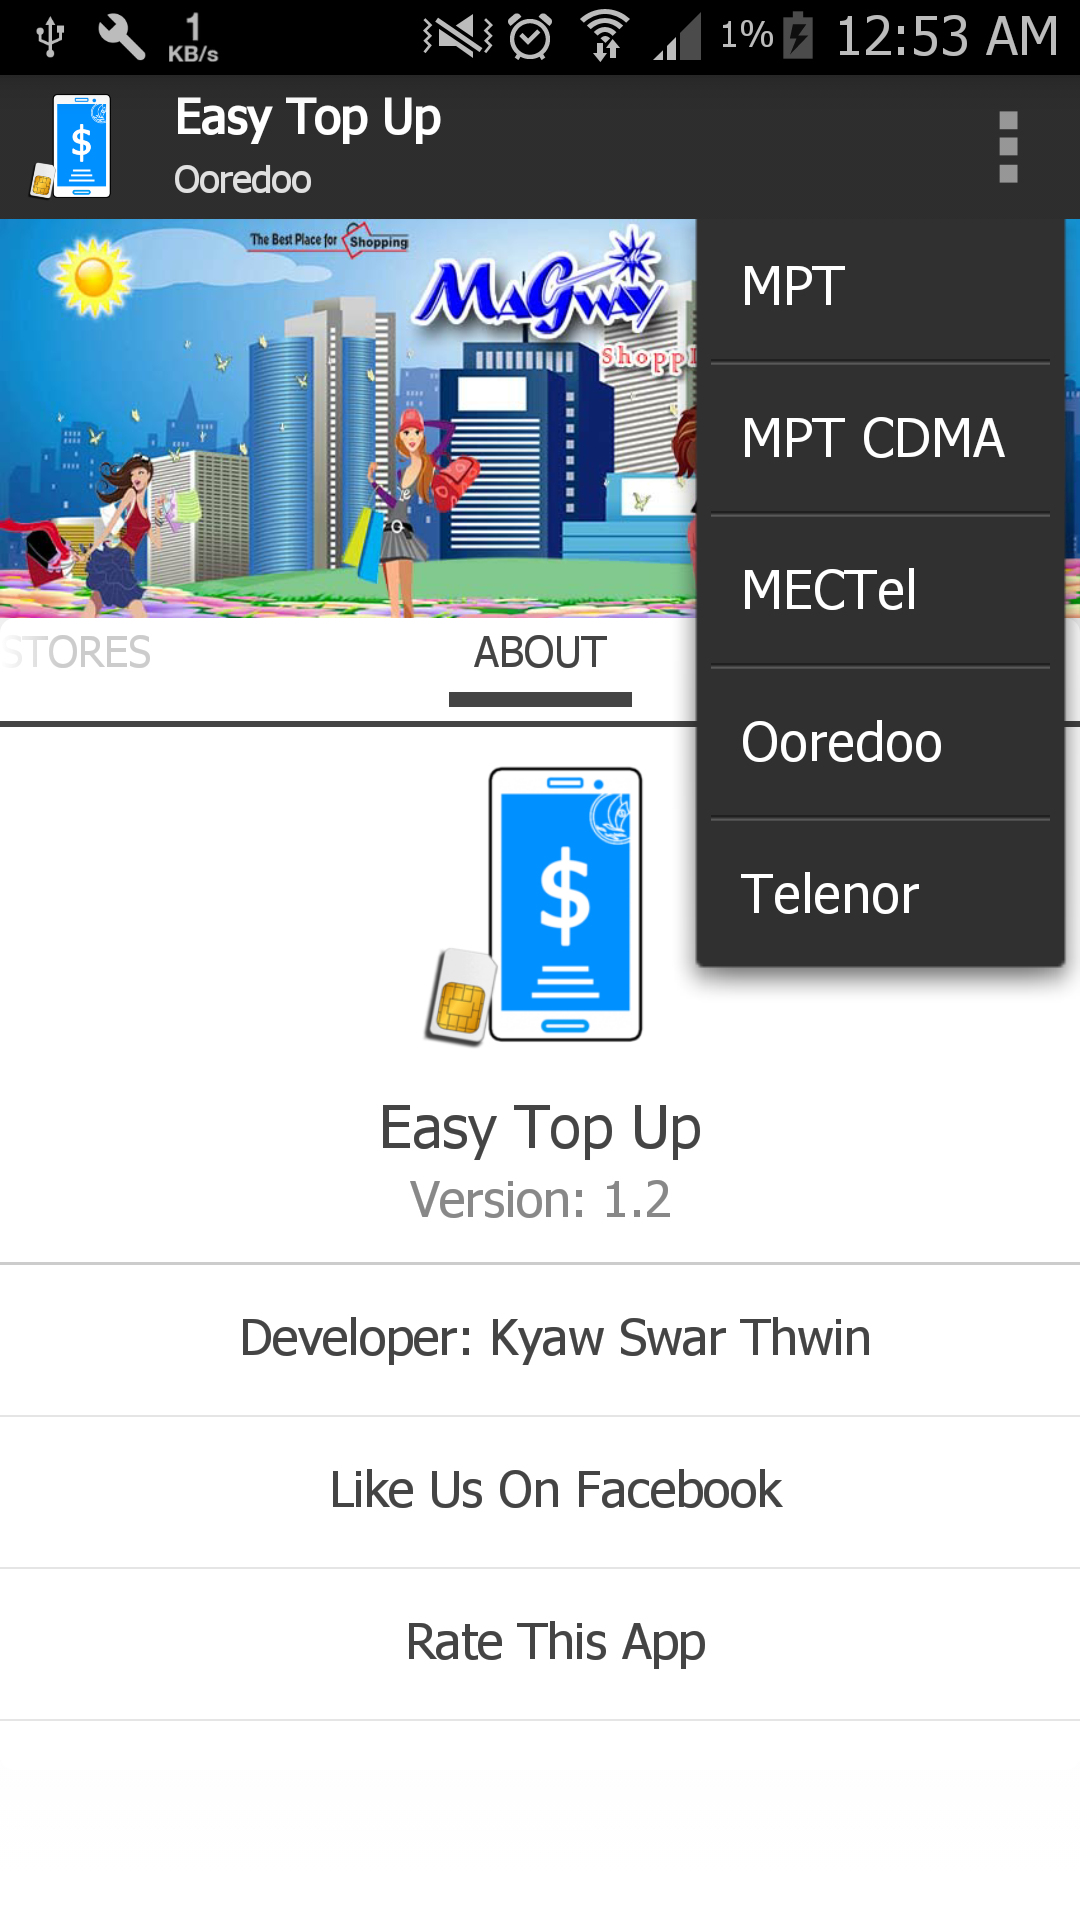 1
KB/s
1%
12:53 AM
Easy Top Up
Ooredoo
The Best Place for Shopping
MaGway
Shopp
MPT
MPT CDMA
MECTel
Ooredoo
Telenor
STORES
ABOUT
$
Easy Top Up
Version: 1.2
Developer: Kyaw Swar Thwin
Like Us On Facebook
Rate This App